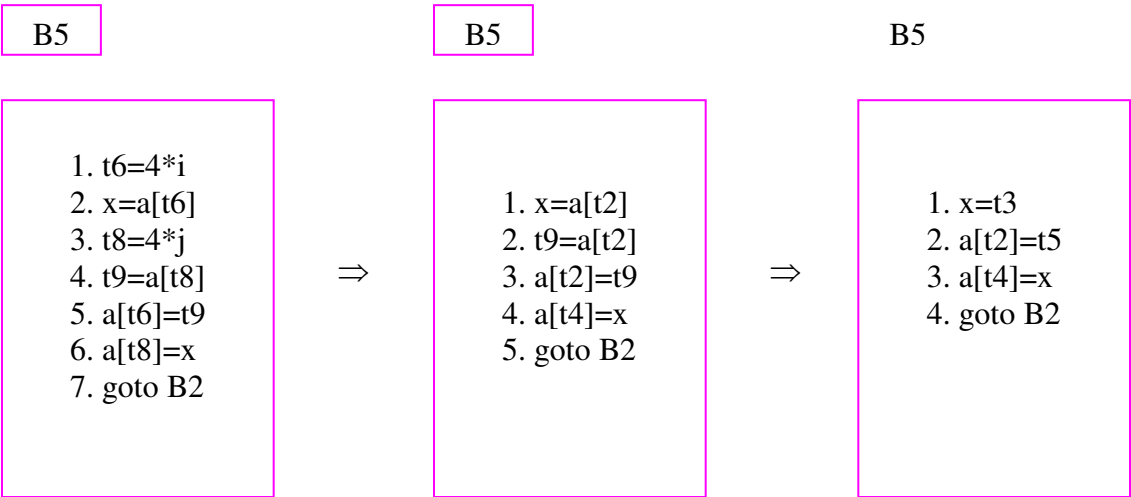 B5
1. t6=4*i
2. x=a[t6]
3. t8=4*j
4. t9=a[t8]
5. a[t6]=t9
6. a[t8]=x
7. goto B2
⇒
B5
1. x=a[t2]
2. t9=a[t2]
3. a[t2]=t9
4. a[t4]=x
5. goto B2
⇒
B5
1. x=t3
2. a[t2]=t5
3. a[t4]=x
4. goto B2